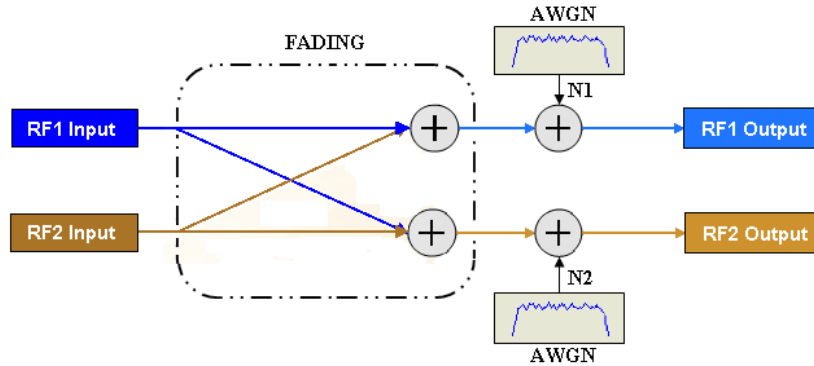 AWGN
FADING
N1
RF1 Input
RF1 Output
RF2 Input
RF2 Output
N2
AWGN